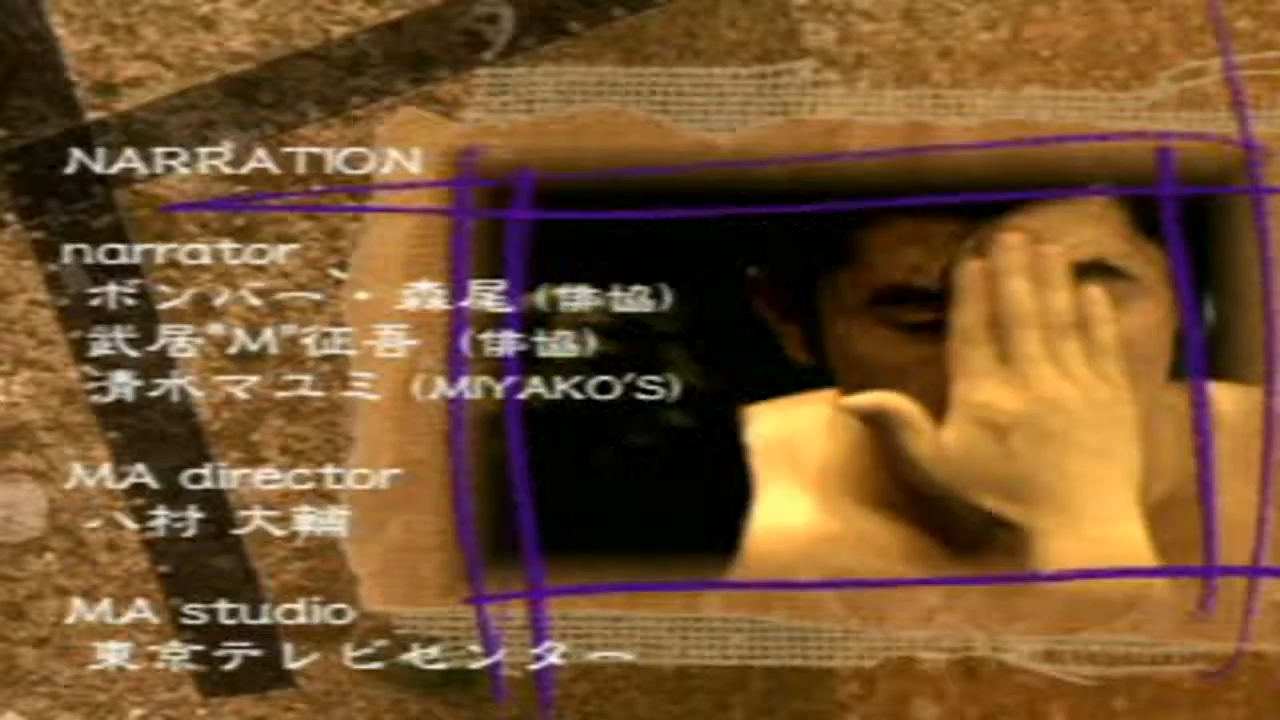 NARRATION
narrator
ボンバー・森尾 (俳協)
武居"M"征吾 (俳協)
清水マユミ (MIYAKO'S)
MA director
八村 大輔
MA studio
東京テレビセンター